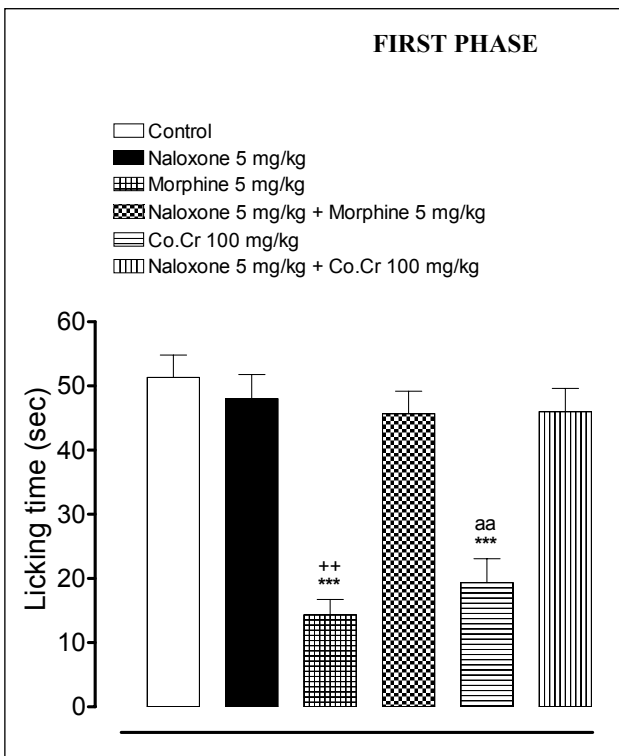 FIRST PHASE
Control
Naloxone 5 mg/kg
Morphine 5 mg/kg
Naloxone 5 mg/kg + Morphine 5 mg/kg
Co.Cr 100 mg/kg
Naloxone 5 mg/kg + Co.Cr 100 mg/kg
Licking time (sec)
60
50
40
30
20
10
0
++
***
aa
***